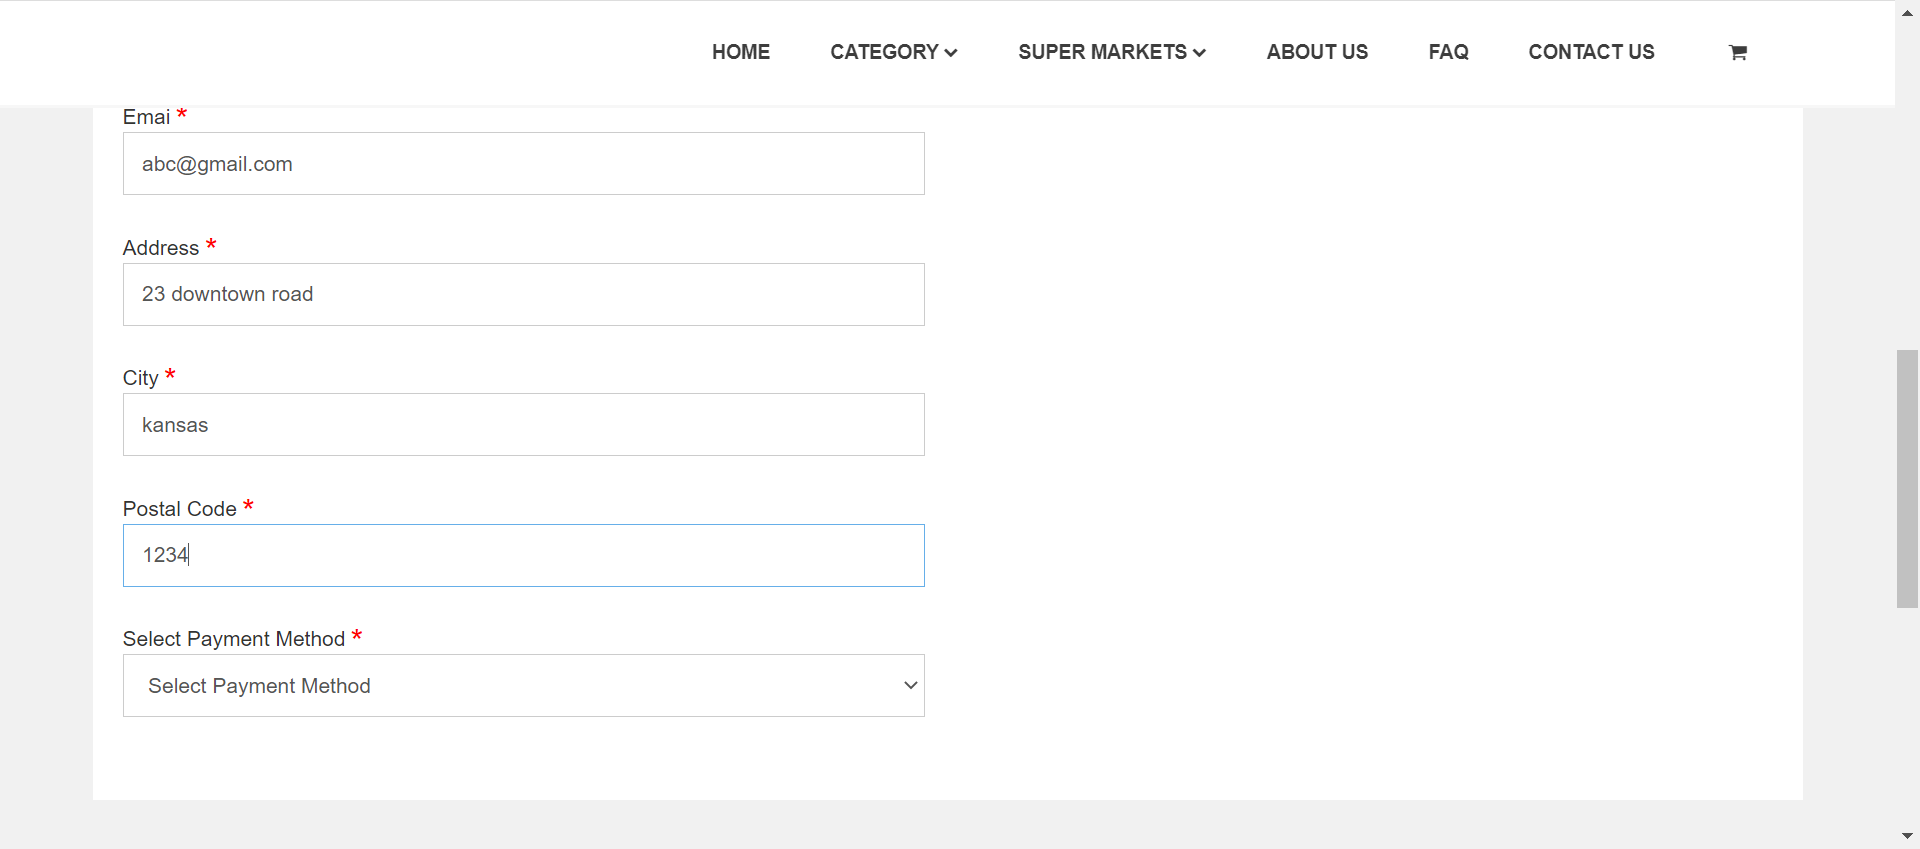 HOME CATEGORY SUPER MARKETS ABOUT US FAQ CONTACT US
Emai *
abc@gmail.com
Address *
23 downtown road
City *
kansas
Postal Code *
1234
Select Payment Method *
Select Payment Method